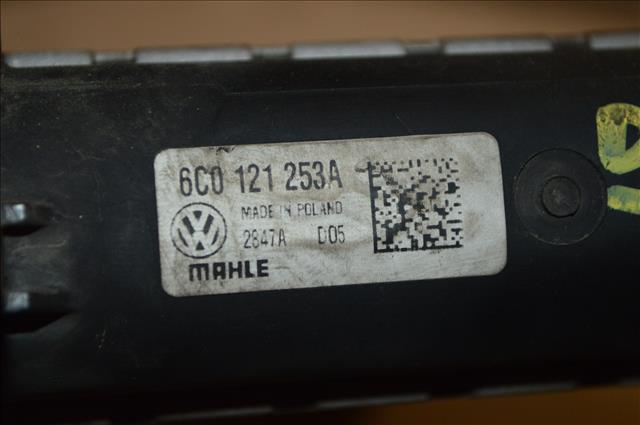 6C0 121 253A
MADE IN POLAND
2847A D05
MAHLE